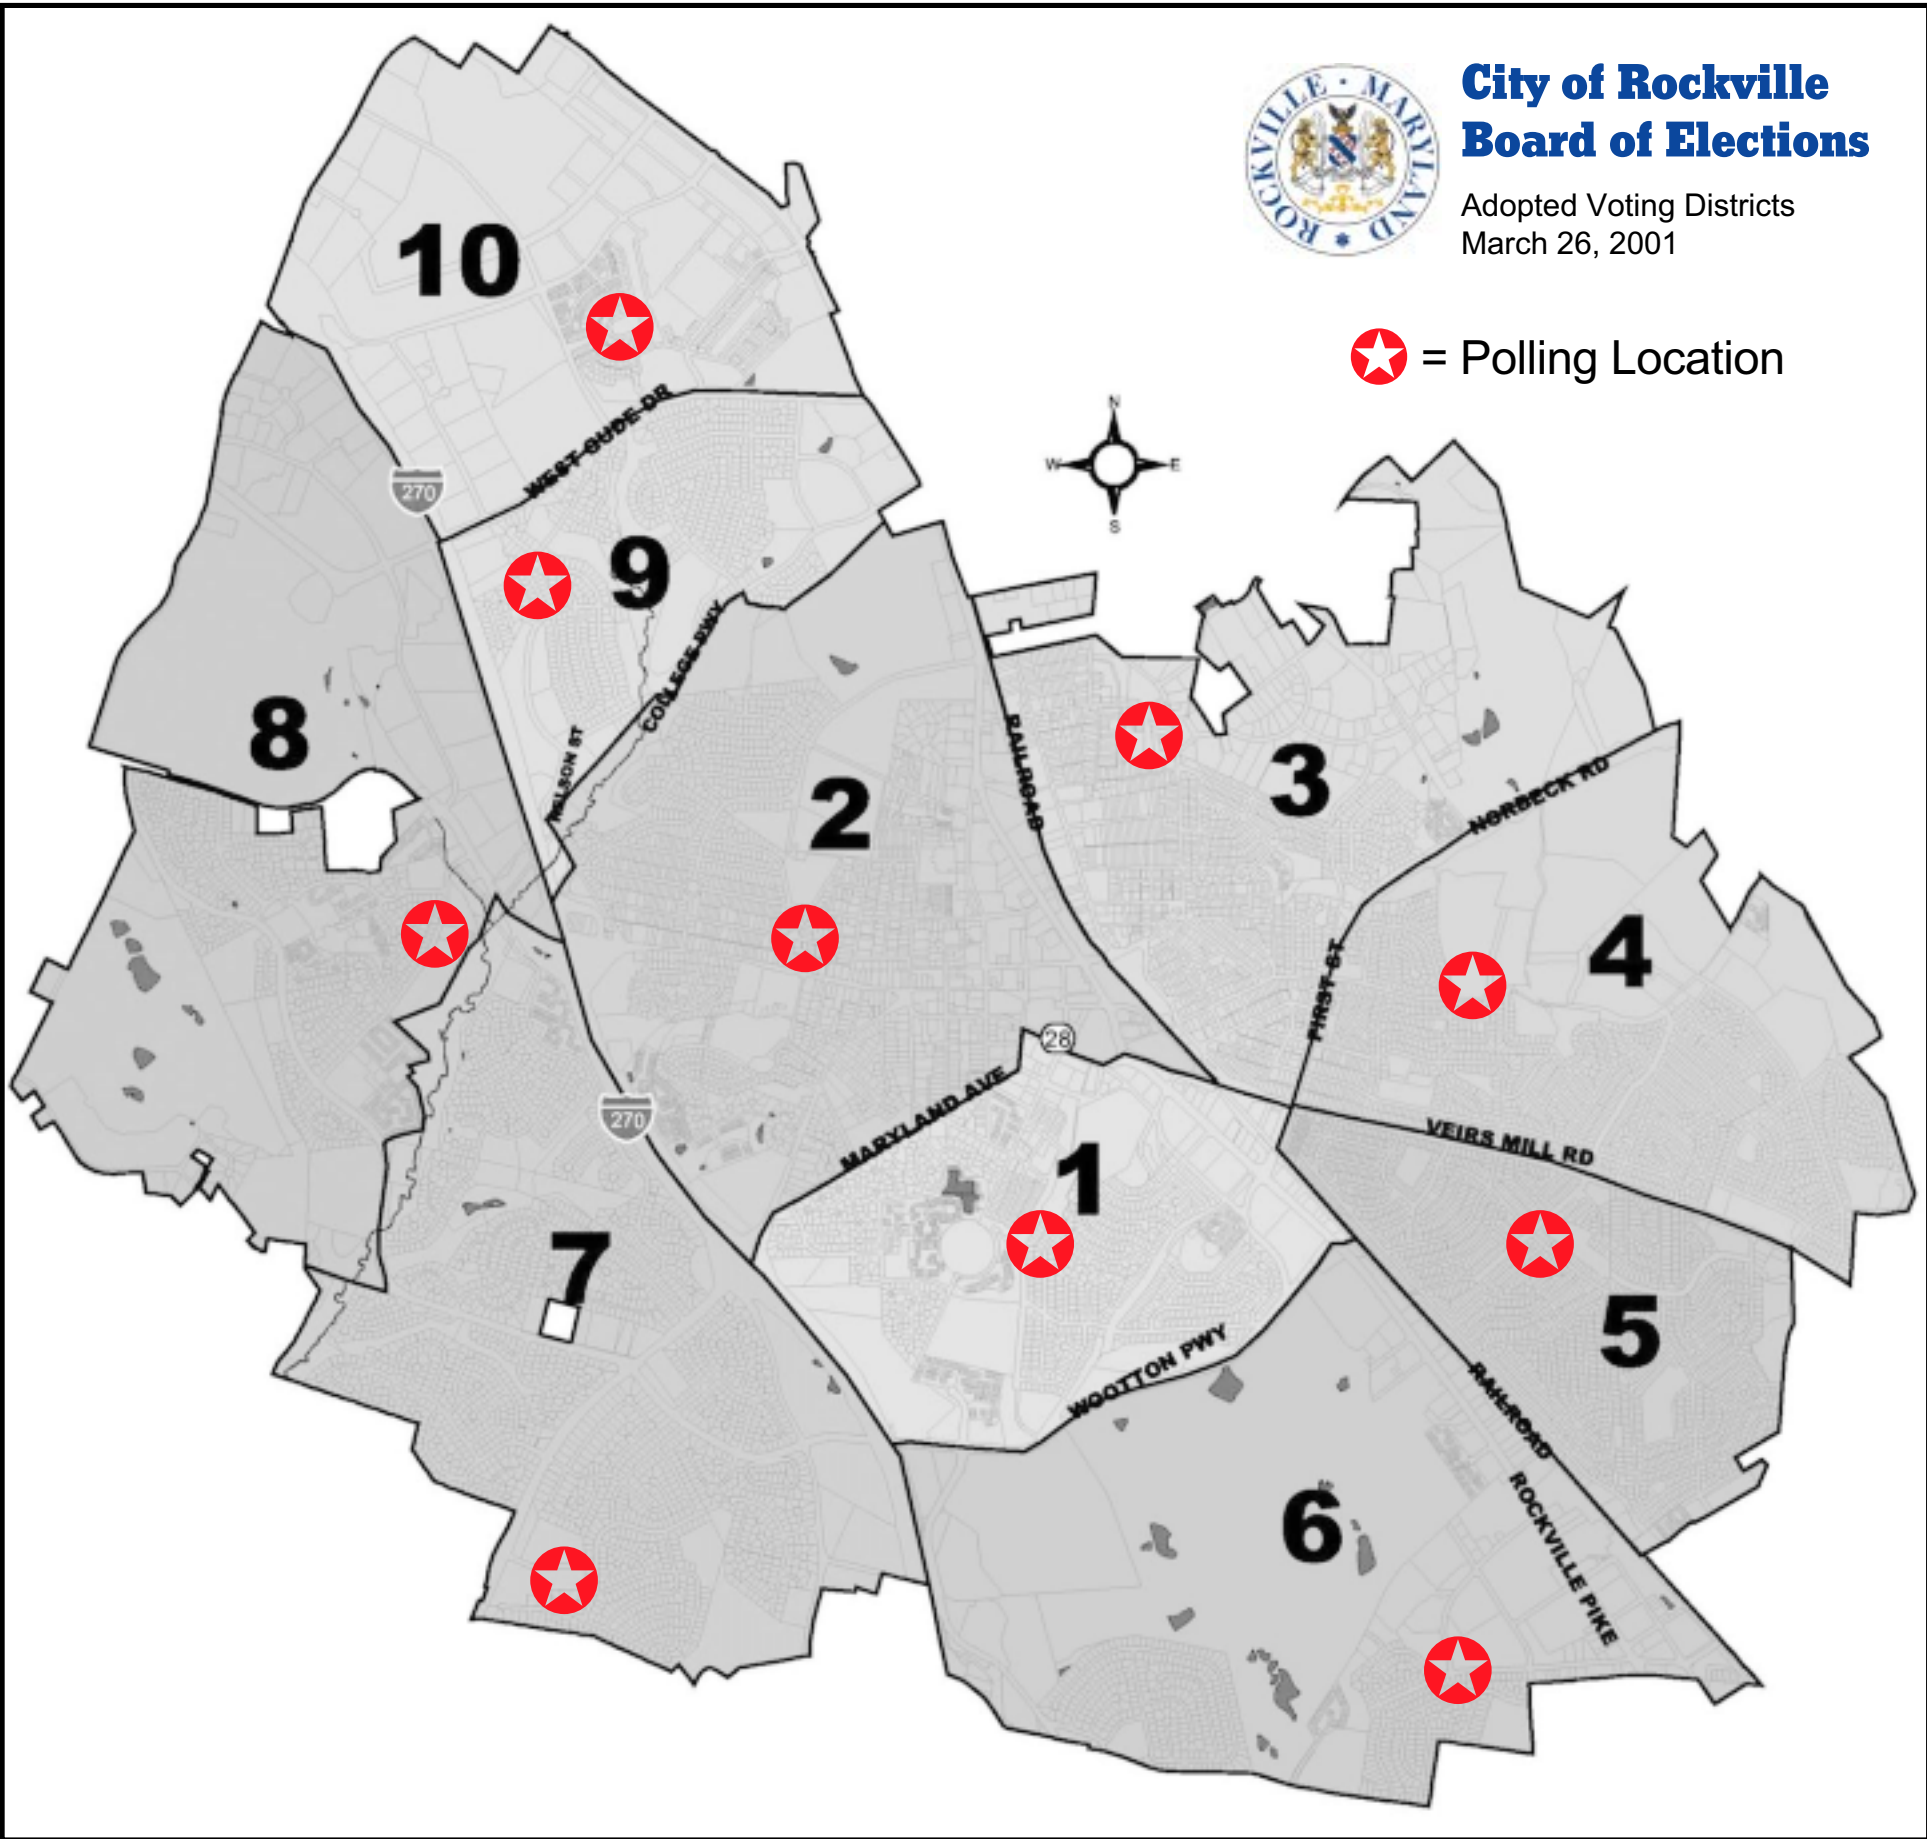 City of Rockville
Board of Elections
Adopted Voting Districts
March 26, 2001
ROCKVILLE · MARYLAND
= Polling Location
N
W
E
S
10
WEST GUDE DR
270
9
COLLEGE PWY
NELSON ST
8
2
RAILROAD
3
NORBECK RD
4
FIRST ST
28
MARYLAND AVE
270
VEIRS MILL RD
1
7
WOOTTON PWY
5
RAILROAD
6
ROCKVILLE PIKE